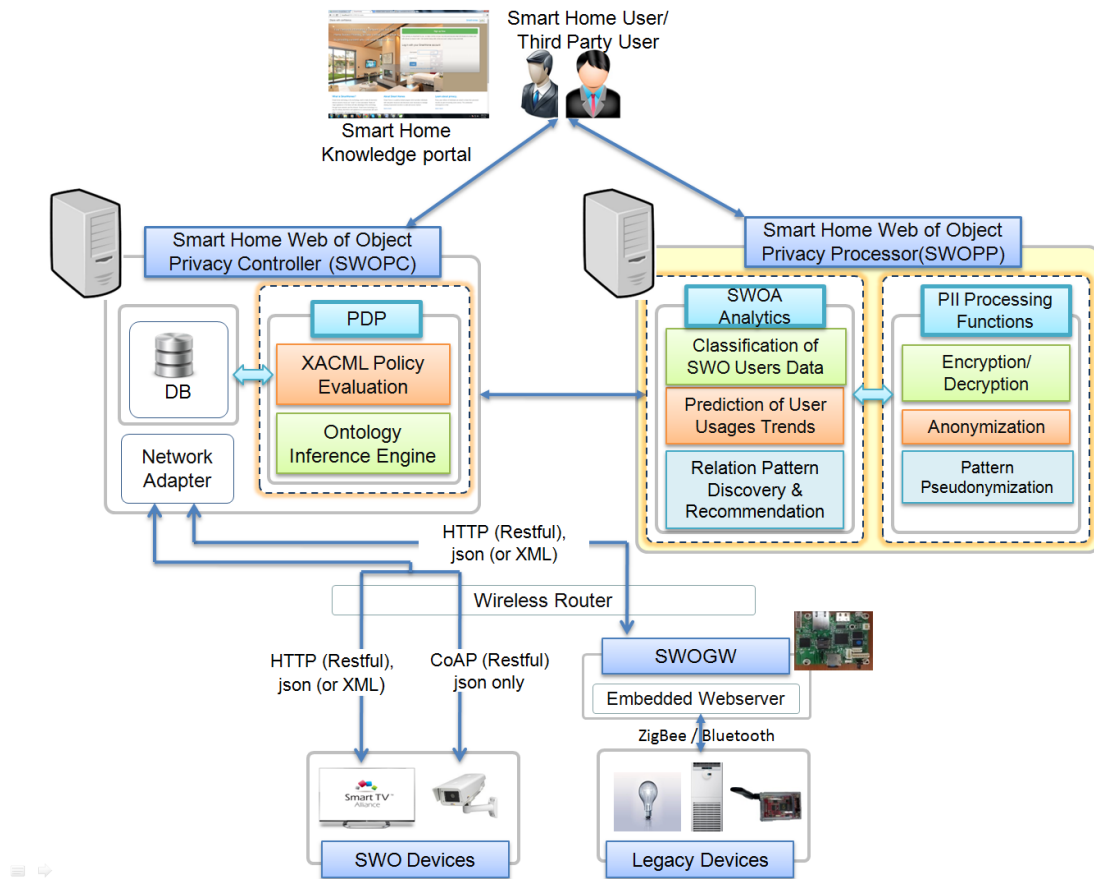 Smart Home User/
Third Party User
Smart Home
Knowledge portal
Smart Home Web of Object
Privacy Controller (SWOPC)
Smart Home Web of Object
Privacy Processor(SWOPP)
DB
Network
Adapter
PDP
XACML Policy
Evaluation
Ontology
Inference Engine
SWOA
Analytics
Classification of
SWO Users Data
Prediction of User
Usages Trends
Relation Pattern
Discovery &
Recommendation
PII Processing
Functions
Encryption/
Decryption
Anonymization
Pattern
Pseudonymization
HTTP (Restful),
json (or XML)
Wireless Router
HTTP (Restful),
json (or XML)
CoAP (Restful)
json only
SWOGW
Embedded Webserver
ZigBee / Bluetooth
Smart TV
Alliance
SWO Devices
Legacy Devices